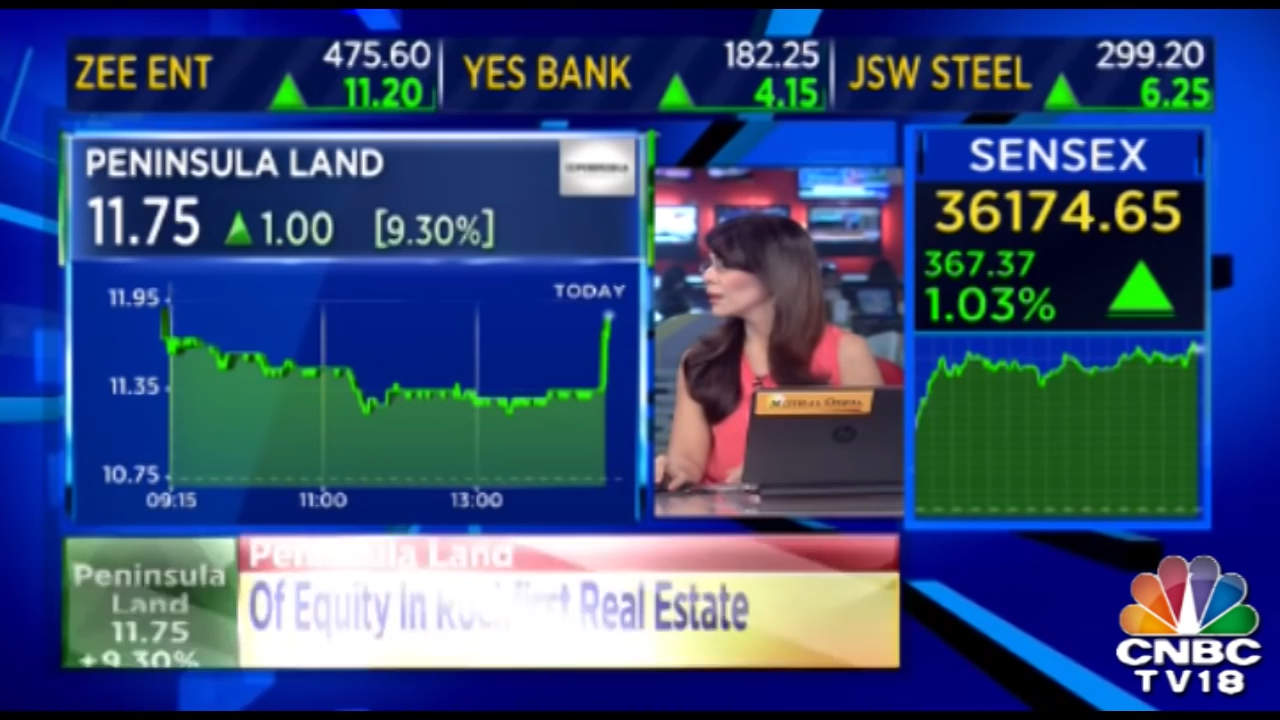 ZEE ENT 475.60 11.20
YES BANK 182.25 4.15
JSW STEEL 299.20 6.25
PENINSULA LAND
11.75 1.00 [9.30%]
TODAY
11.95
11.35
10.75
09:15 11:00 13:00
SENSEX
36174.65
367.37
1.03%
Peninsula
Land
11.75
+9.30%
Peninsula Land
Of Equity In Real Estate
CNBC
TV18